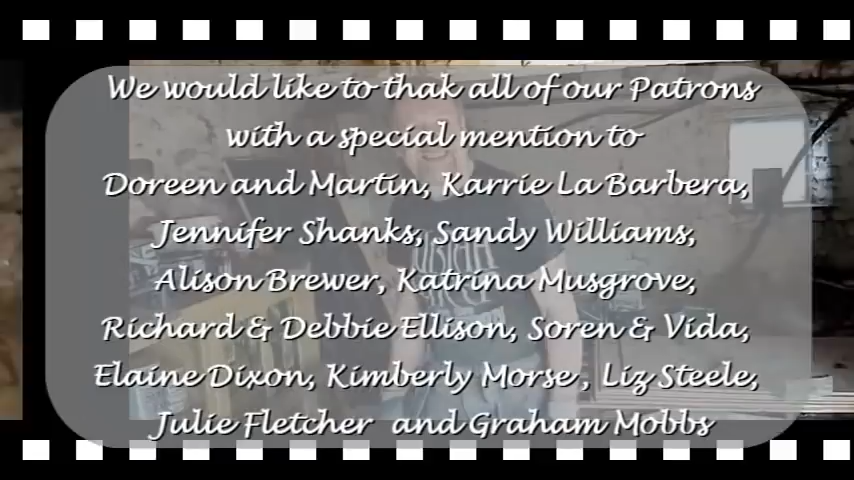 We would like to thak all of our Patrons
with a special mention to
Doreen and Martin, Karrie La Barbera,
Jennifer Shanks, Sandy Williams,
Alison Brewer, Katrina Musgrove,
Richard & Debbie Ellison, Soren & Vida,
Elaine Dixon, Kimberly Morse , Liz Steele,
Julie Fletcher and Graham Mobbs